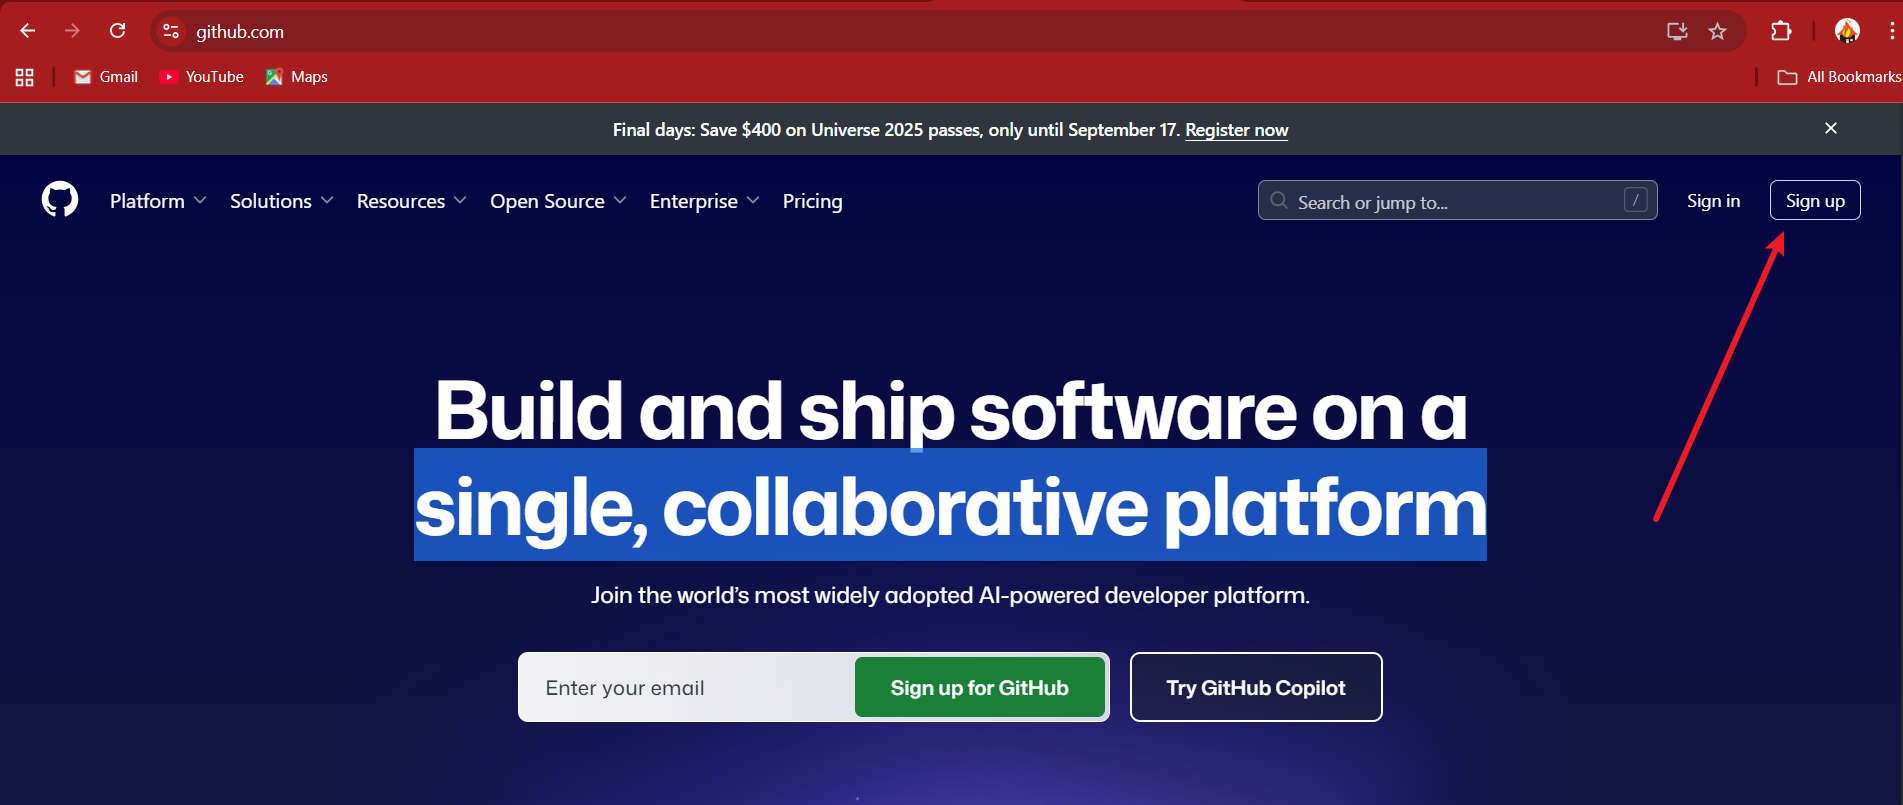 github.com
Gmail YouTube Maps All Bookmarks
Final days: Save $400 on Universe 2025 passes, only until September 17. Register now
Platform Solutions Resources Open Source Enterprise Pricing Search or jump to... / Sign in Sign up
Build and ship software on a
single, collaborative platform
Join the world’s most widely adopted AI-powered developer platform.
Enter your email Sign up for GitHub Try GitHub Copilot